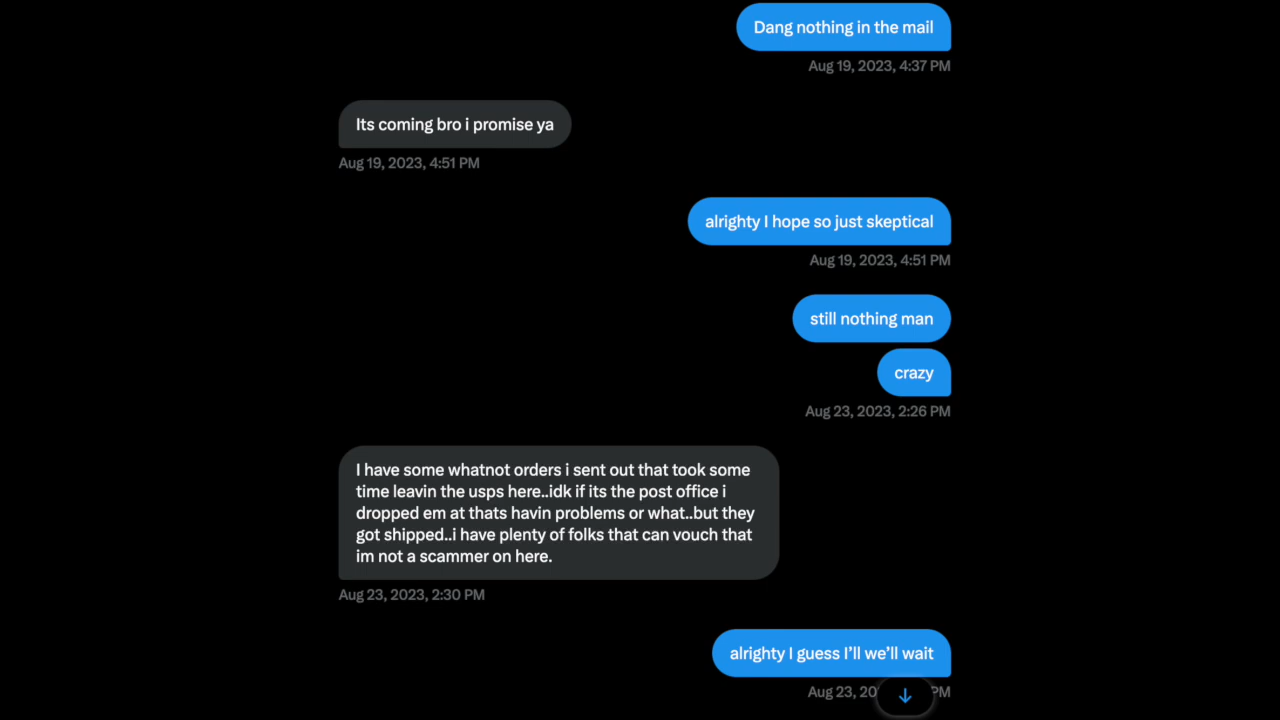 Dang nothing in the mail
Aug 19, 2023, 4:37 PM
Its coming bro i promise ya
Aug 19, 2023, 4:51 PM
alrighty I hope so just skeptical
Aug 19, 2023, 4:51 PM
still nothing man
crazy
Aug 23, 2023, 2:26 PM
I have some whatnot orders i sent out that took some
time leavin the usps here..idk if its the post office i
dropped em at thats havin problems or what..but they
got shipped..i have plenty of folks that can vouch that
im not a scammer on here.
Aug 23, 2023, 2:30 PM
alrighty I guess I’ll we’ll wait
Aug 23, 20 PM